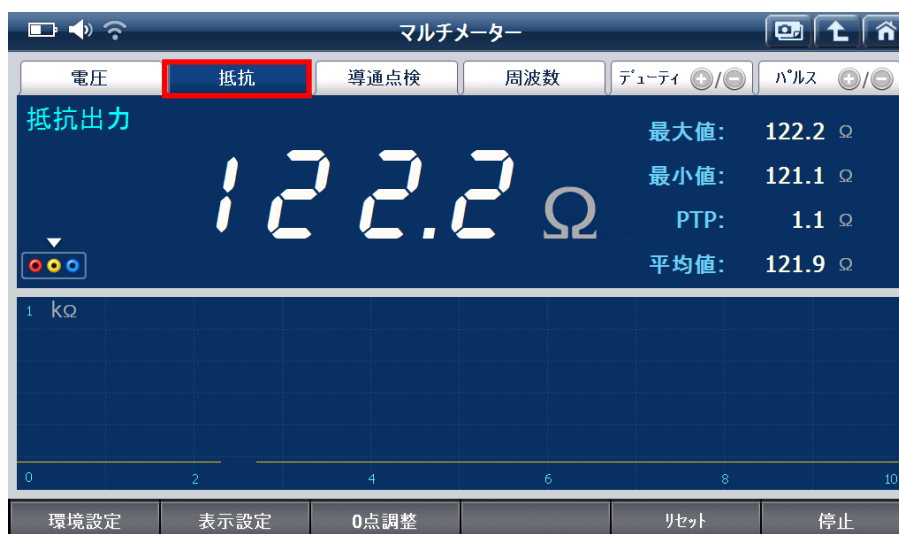 マルチメーター
電圧 抵抗 導通点検 周波数 ﾃﾞｭｰﾃｨ +/- ﾊﾟﾙｽ +/-
抵抗出力
122.2 Ω
最大値: 122.2 Ω
最小値: 121.1 Ω
PTP: 1.1 Ω
平均値: 121.9 Ω
1 kΩ
0 2 4 6 8 10
環境設定 表示設定 0点調整 ﾘｾｯﾄ 停止